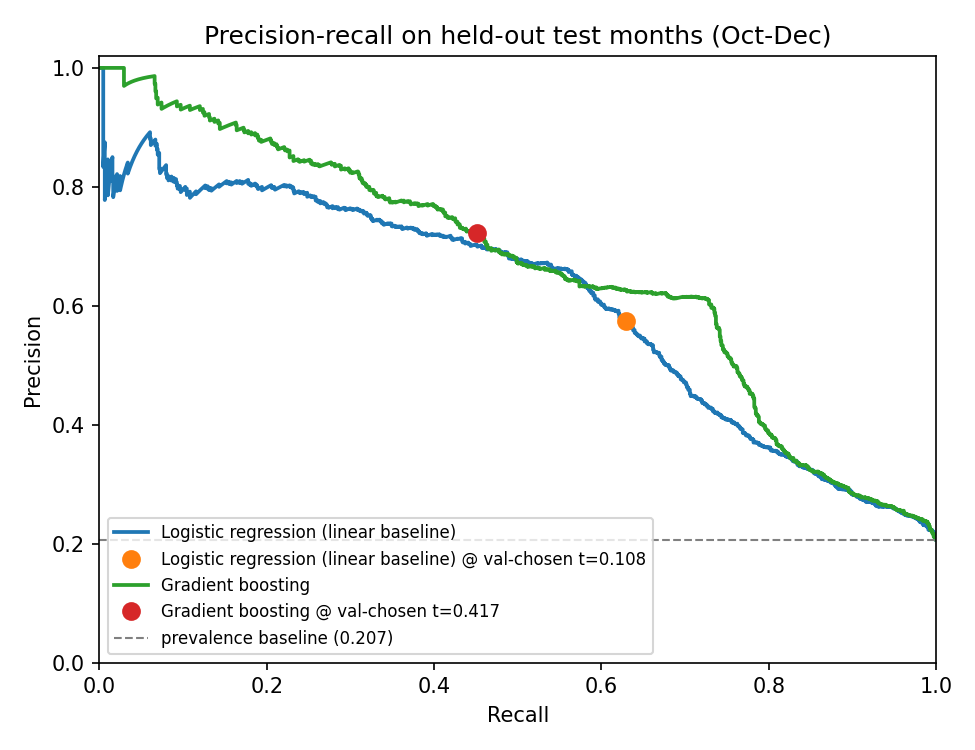 Precision-recall on held-out test months (Oct-Dec)
1.0
0.8
0.6
0.4
0.2
0.0
Precision
Logistic regression (linear baseline)
Logistic regression (linear baseline) @ val-chosen t=0.108
Gradient boosting
Gradient boosting @ val-chosen t=0.417
prevalence baseline (0.207)
0.0 0.2 0.4 0.6 0.8 1.0
Recall